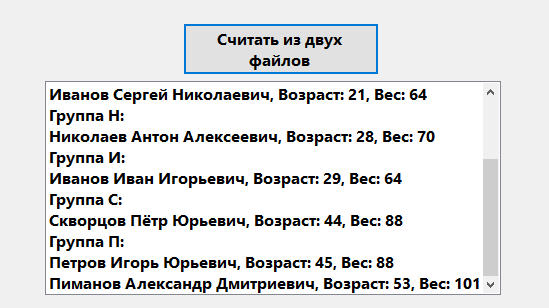 Считать из двух
файлов
Иванов Сергей Николаевич, Возраст: 21, Вес: 64
Группа Н:
Николаев Антон Алексеевич, Возраст: 28, Вес: 70
Группа И:
Иванов Иван Игорьевич, Возраст: 29, Вес: 64
Группа С:
Скворцов Пётр Юрьевич, Возраст: 44, Вес: 88
Группа П:
Петров Игорь Юрьевич, Возраст: 45, Вес: 88
Пиманов Александр Дмитриевич, Возраст: 53, Вес: 101